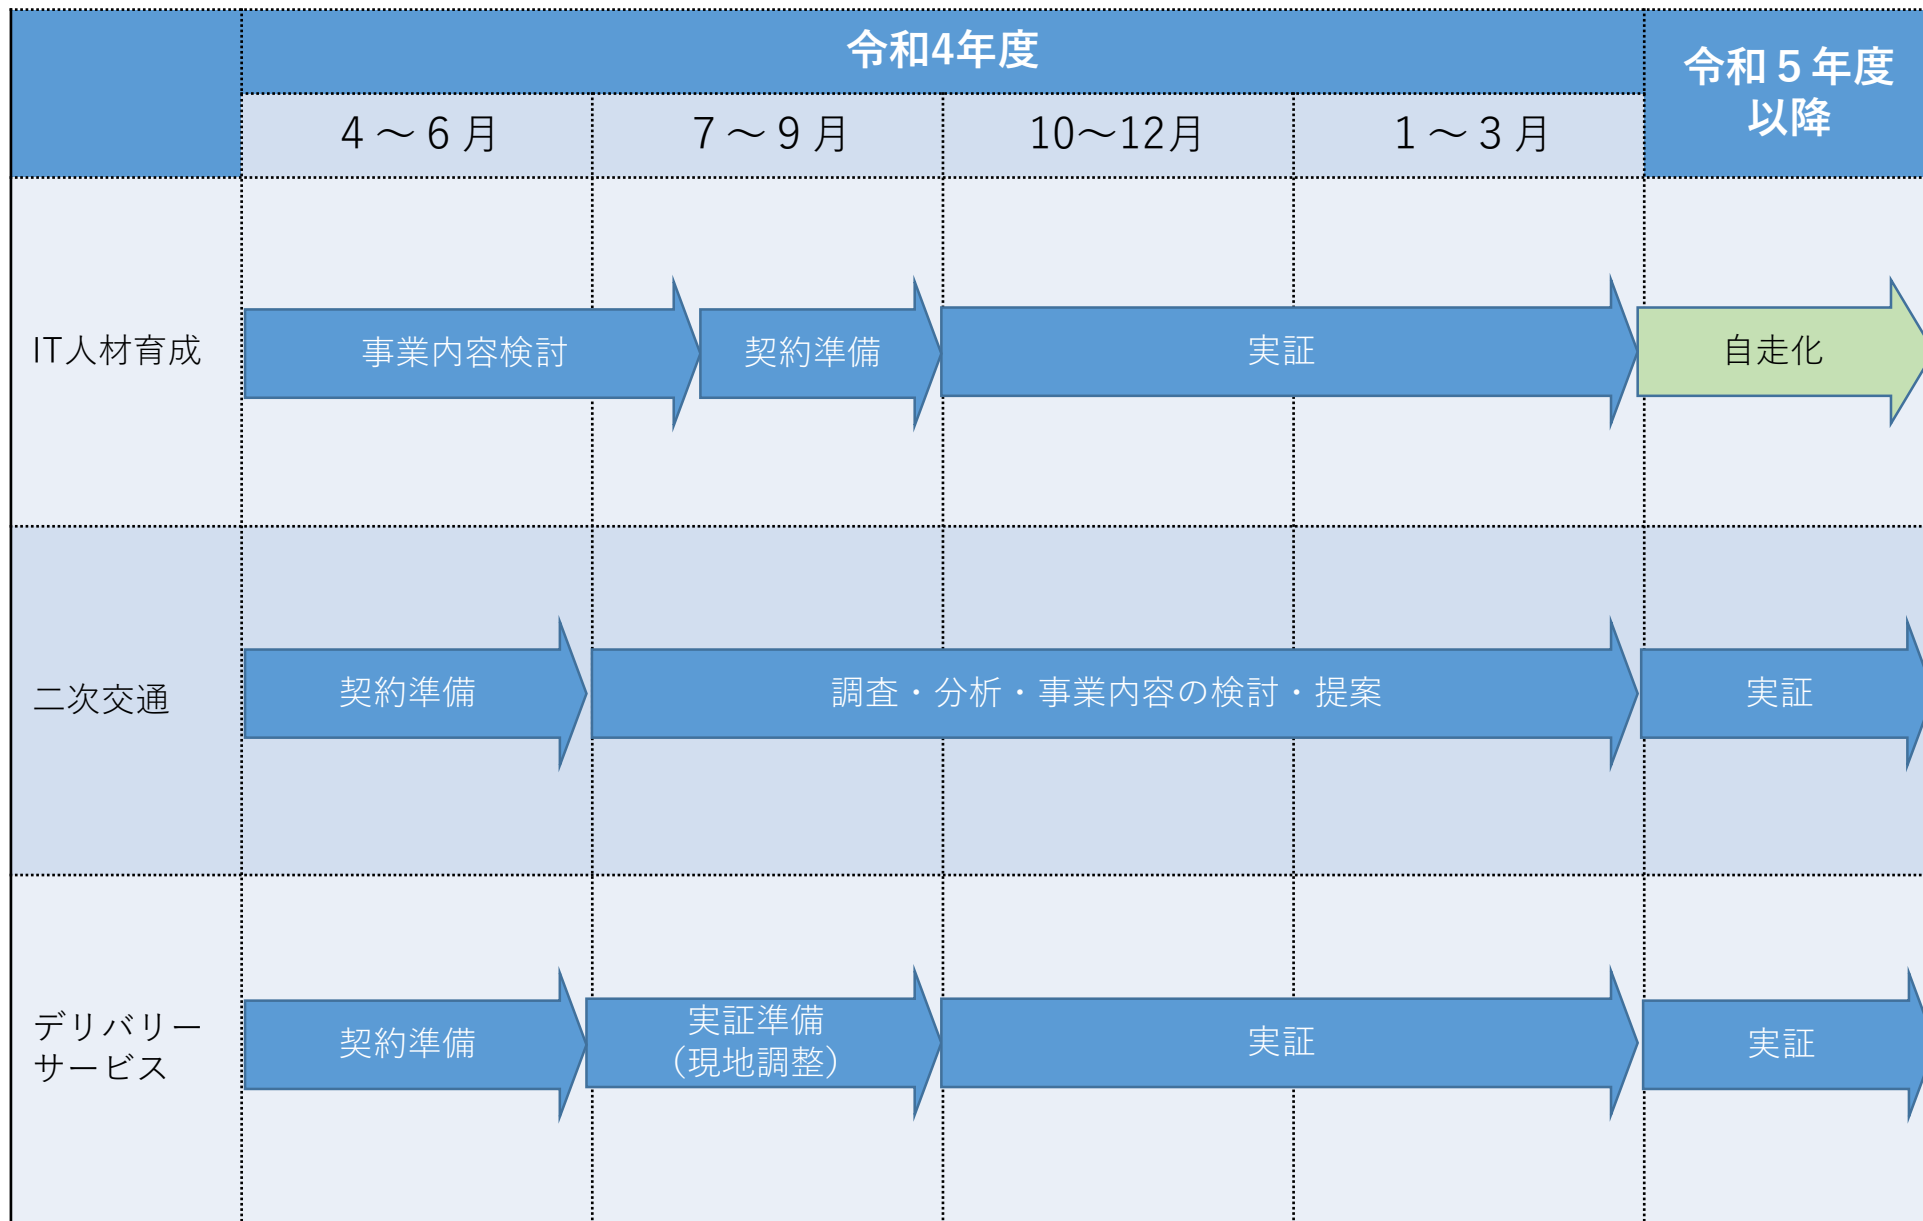 令和4年度
令和５年度
以降
４～６月
７～９月
10～12月
１～３月
IT人材育成
事業内容検討
契約準備
実証
自走化
二次交通
契約準備
調査・分析・事業内容の検討・提案
実証
デリバリー
サービス
契約準備
実証準備
（現地調整）
実証
実証